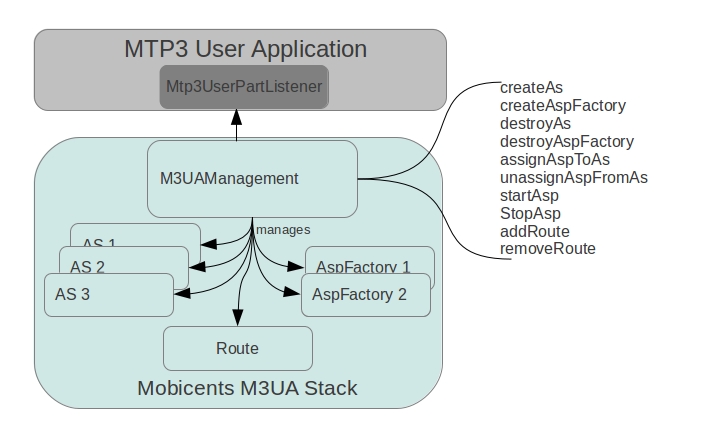 MTP3 User Application
Mtp3UserPartListener
M3UAManagement
createAs
createAspFactory
destroyAs
destroyAspFactory
assignAspToAs
unassignAspFromAs
startAsp
StopAsp
addRoute
removeRoute
manages
AS 1
AS 2
AS 3
AspFactory 1
AspFactory 2
Route
Mobicents M3UA Stack